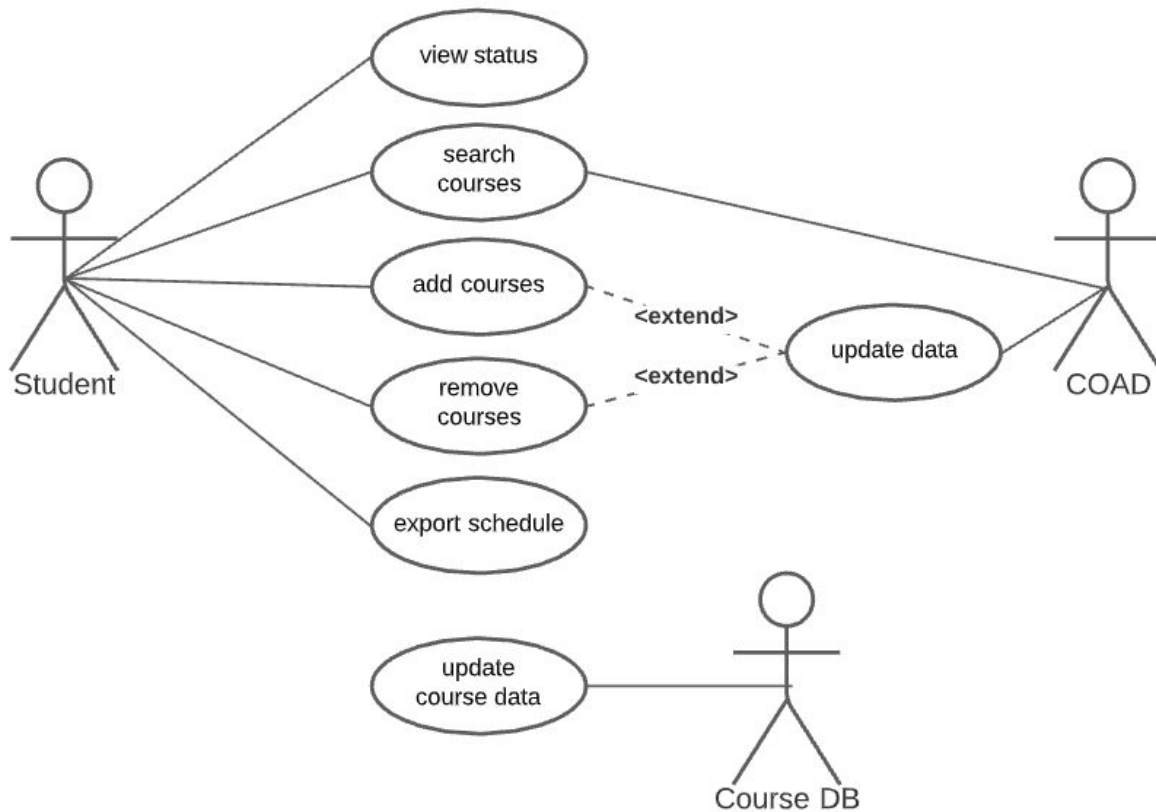 view status
search
courses
add courses
<extend>
update data
<extend>
remove
courses
Student
COAD
export schedule
update
course data
Course DB